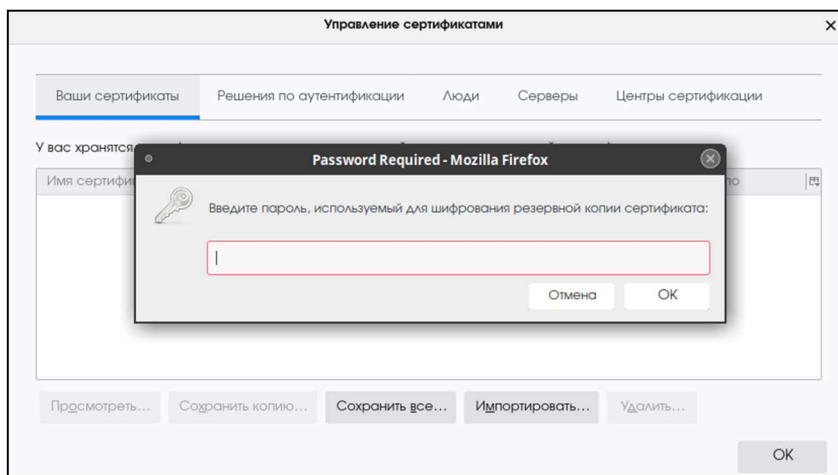 Управление сертификатами
Ваши сертификаты Решения по аутентификации Люди Серверы Центры сертификации
У вас хранятся
Password Required - Mozilla Firefox
Имя
Введите пароль, используемый для шифрования резервной копии сертификата:
Отмена OK
Просмотреть... Сохранить копию... Сохранить все... Импортировать... Удалить...
OK